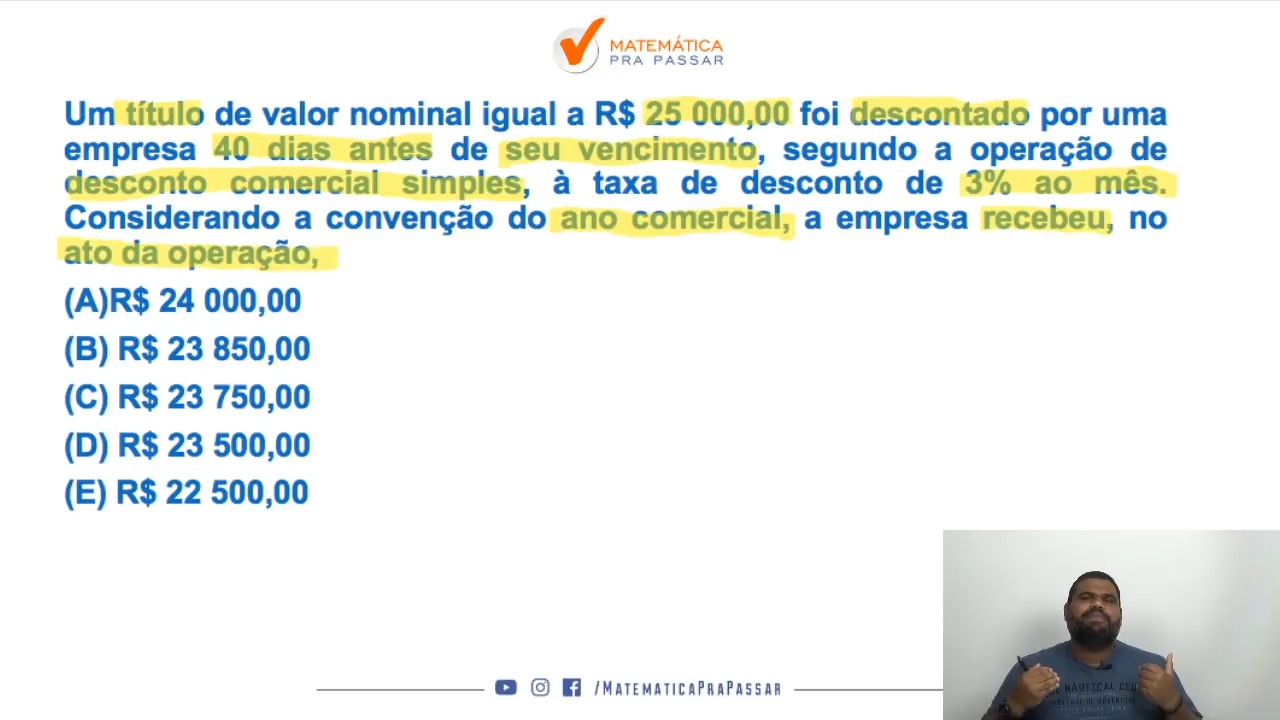 MATEMÁTICA
PRA PASSAR
Um título de valor nominal igual a R$ 25 000,00 foi descontado por uma
empresa 40 dias antes de seu vencimento, segundo a operação de
desconto comercial simples, à taxa de desconto de 3% ao mês.
Considerando a convenção do ano comercial, a empresa recebeu, no
ato da operação,
(A)R$ 24 000,00
(B) R$ 23 850,00
(C) R$ 23 750,00
(D) R$ 23 500,00
(E) R$ 22 500,00
NAUTICAL
/MATEMATICAPRAPASSAR